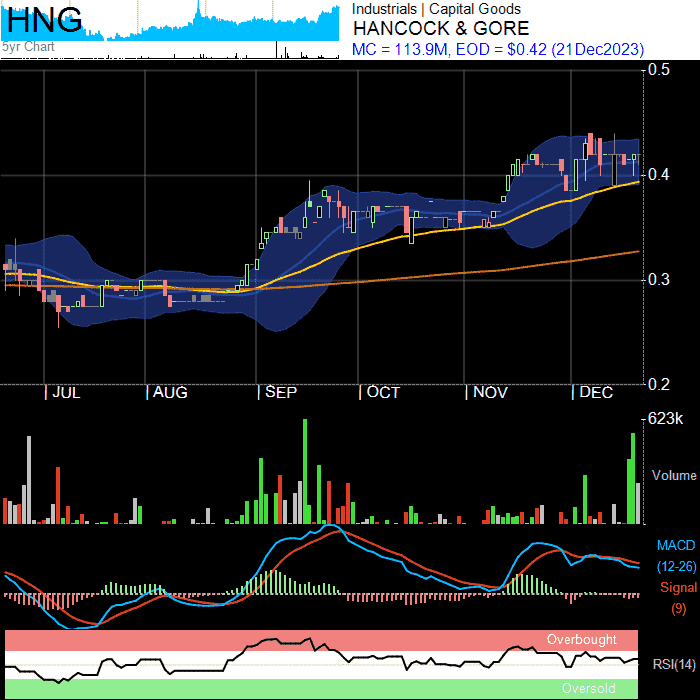 HNG
5yr Chart
Industrials | Capital Goods
HANCOCK & GORE
MC = 113.9M, EOD = $0.42 (21Dec2023)
0.5
0.4
0.3
0.2
| JUL | AUG | SEP | OCT | NOV | DEC
623k
Volume
MACD
(12-26)
Signal
(9)
Overbought
RSI(14)
Oversold